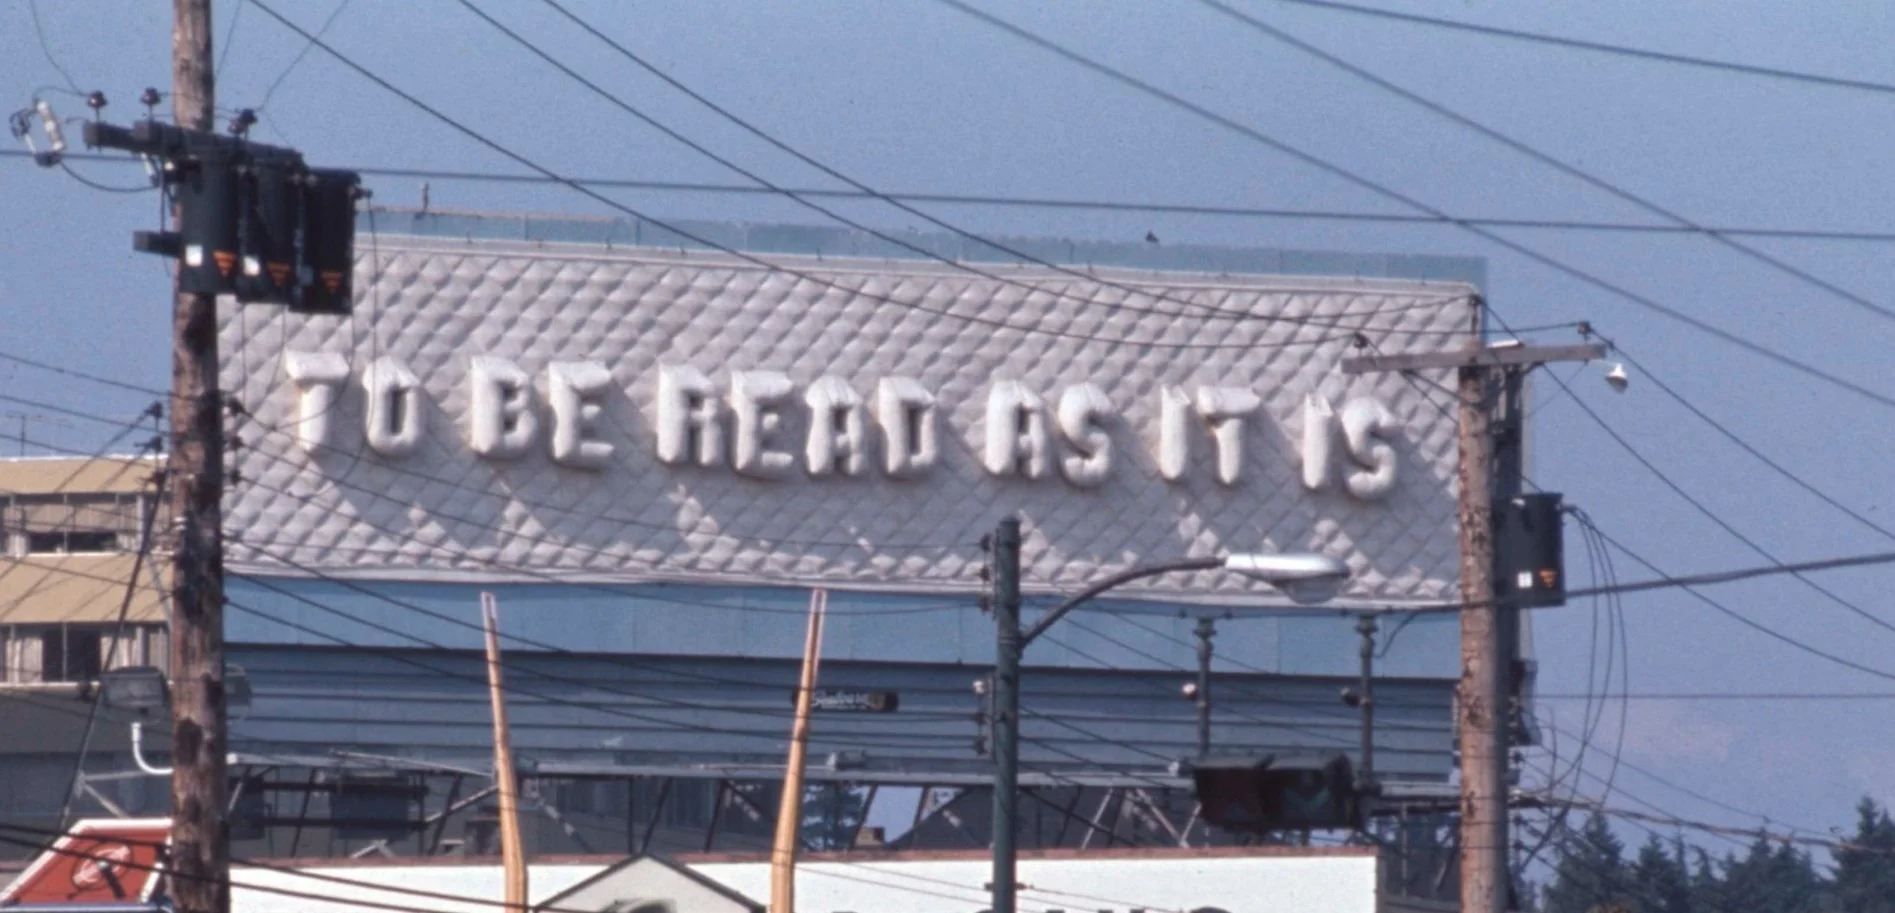 TO BE READ AS IT IS